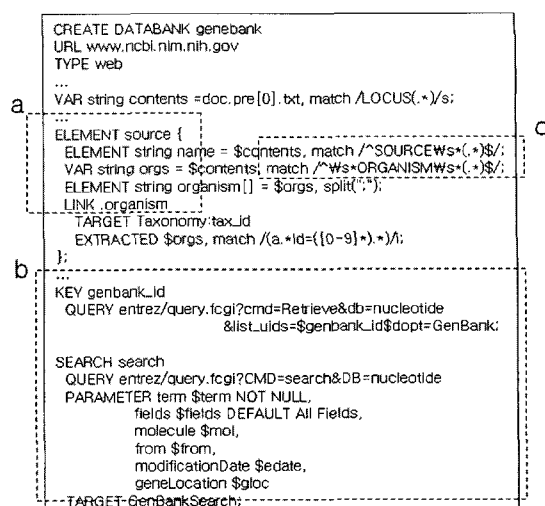 CREATE DATABANK genebank
URL www.ncbi.nlm.nih.gov
TYPE web
...
VAR string contents =doc.pre[0].txt, match /LOCUS(.*)/s;
...
a
ELEMENT source {
c
ELEMENT string name = $contents, match /^SOURCE₩s*(.*)$/;
VAR string orgs = $contents, match /^₩s*ORGANISM₩s*(.*)$/;
ELEMENT string organism[] = $orgs, split(";");
LINK .organism
TARGET Taxonomy:tax_id
EXTRACTED $orgs, match /(a.*id=([0-9]*).*)/i;
};
b
...
KEY genbank_id
QUERY entrez/query.fcgi?cmd=Retrieve&db=nucleotide
&list_uids=$genbank_id$dopt=GenBank;
SEARCH search
QUERY entrez/query.fcgi?CMD=search&DB=nucleotide
PARAMETER term $term NOT NULL,
fields $fields DEFAULT All Fields,
molecule $mol,
from $from,
modificationDate $edate,
geneLocation $gloc
TARGET GenBankSearch;